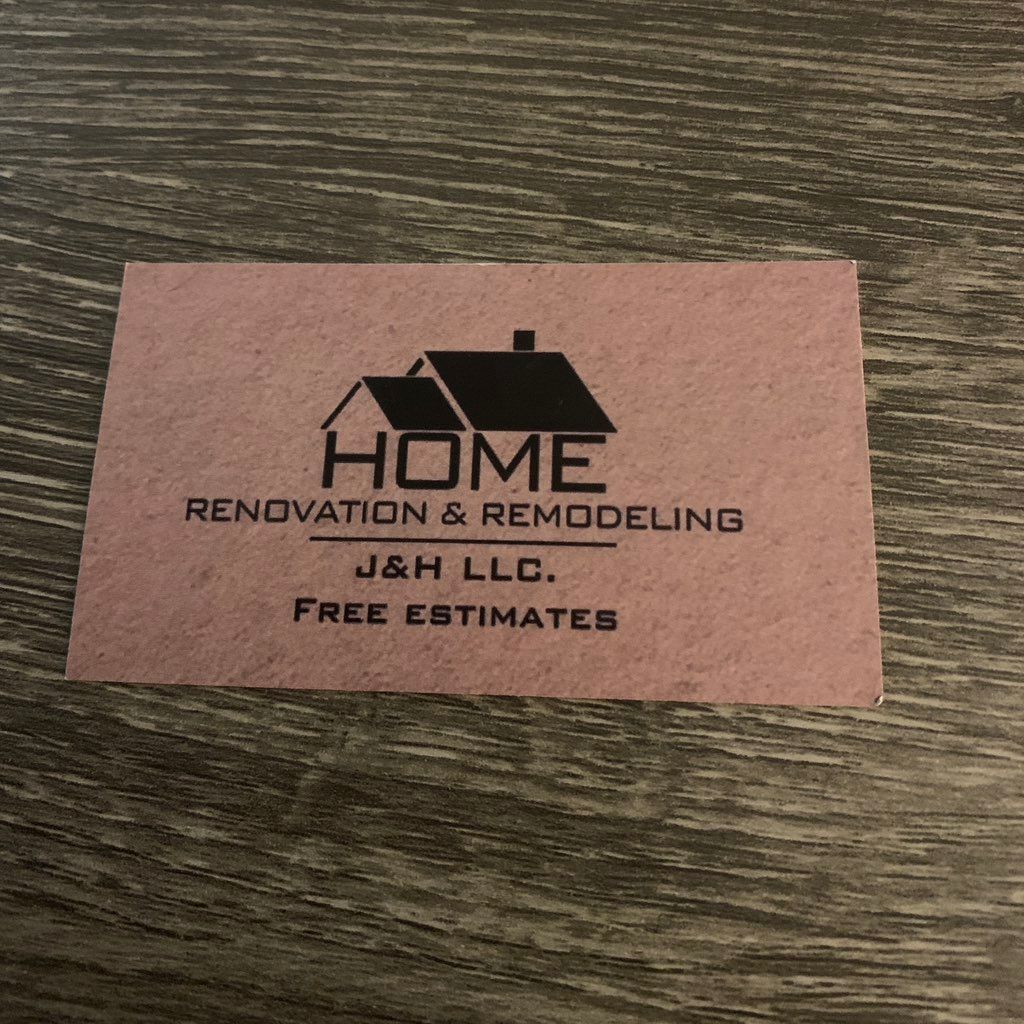 HOME
RENOVATION & REMODELING
J&H LLC.
FREE ESTIMATES